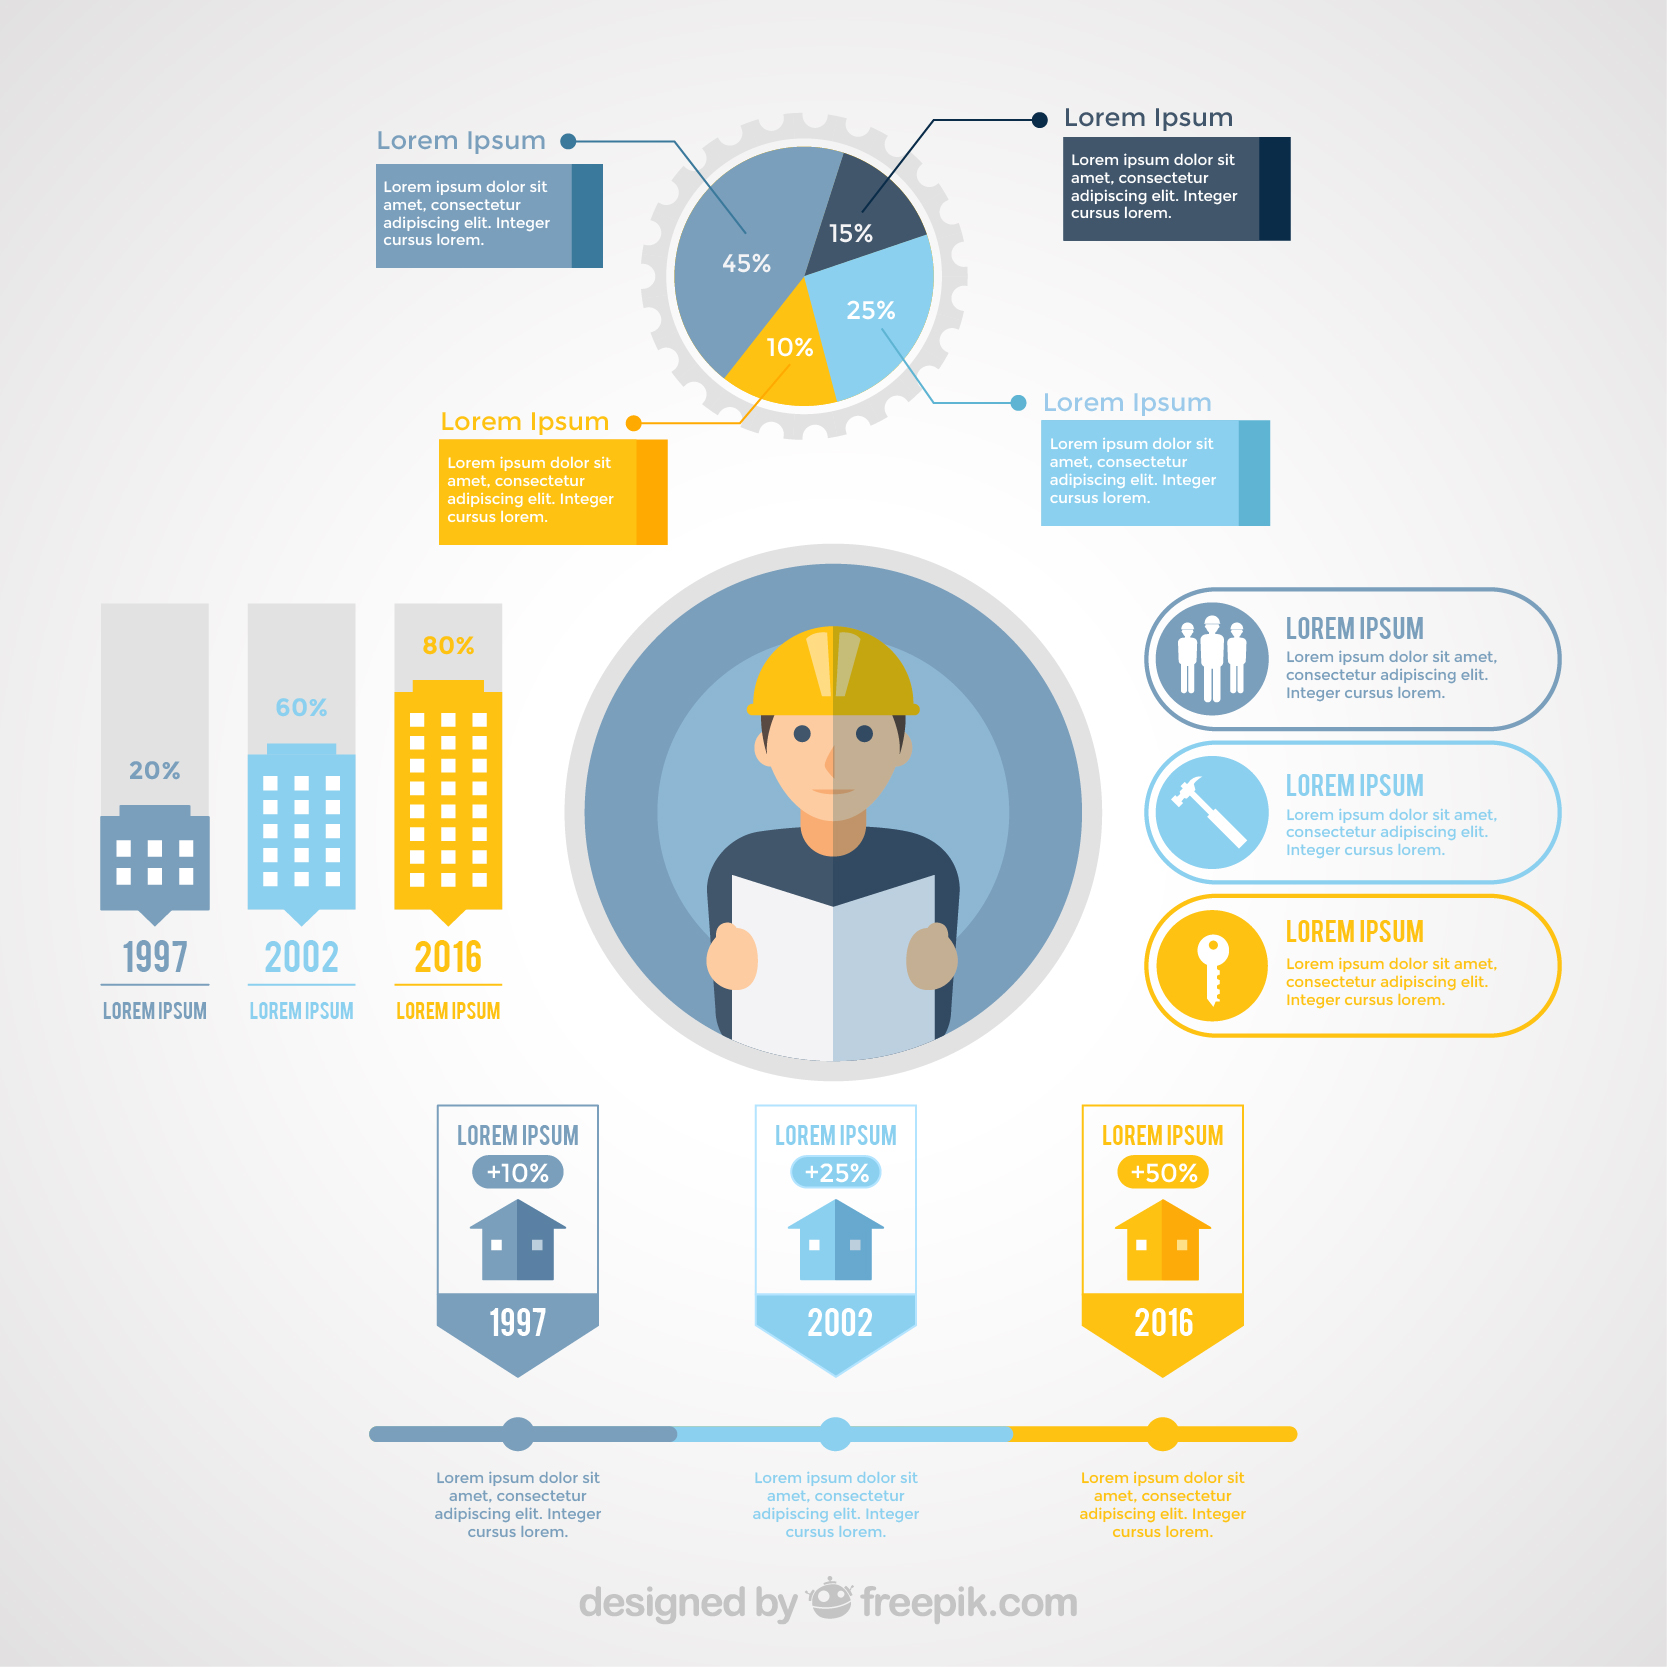 Lorem Ipsum
Lorem ipsum dolor sit
amet, consectetur
adipiscing elit. Integer
cursus lorem.
Lorem Ipsum
Lorem ipsum dolor sit
amet, consectetur
adipiscing elit. Integer
cursus lorem.
45%
15%
25%
10%
Lorem Ipsum
Lorem ipsum dolor sit
amet, consectetur
adipiscing elit. Integer
cursus lorem.
Lorem Ipsum
Lorem ipsum dolor sit
amet, consectetur
adipiscing elit. Integer
cursus lorem.
20%
1997
LOREM IPSUM
60%
2002
LOREM IPSUM
80%
2016
LOREM IPSUM
LOREM IPSUM
Lorem ipsum dolor sit amet,
consectetur adipiscing elit.
Integer cursus lorem.
LOREM IPSUM
Lorem ipsum dolor sit amet,
consectetur adipiscing elit.
Integer cursus lorem.
LOREM IPSUM
Lorem ipsum dolor sit amet,
consectetur adipiscing elit.
Integer cursus lorem.
LOREM IPSUM
+10%
1997
Lorem ipsum dolor sit
amet, consectetur
adipiscing elit. Integer
cursus lorem.
LOREM IPSUM
+25%
2002
Lorem ipsum dolor sit
amet, consectetur
adipiscing elit. Integer
cursus lorem.
LOREM IPSUM
+50%
2016
Lorem ipsum dolor sit
amet, consectetur
adipiscing elit. Integer
cursus lorem.
designed by freepik.com